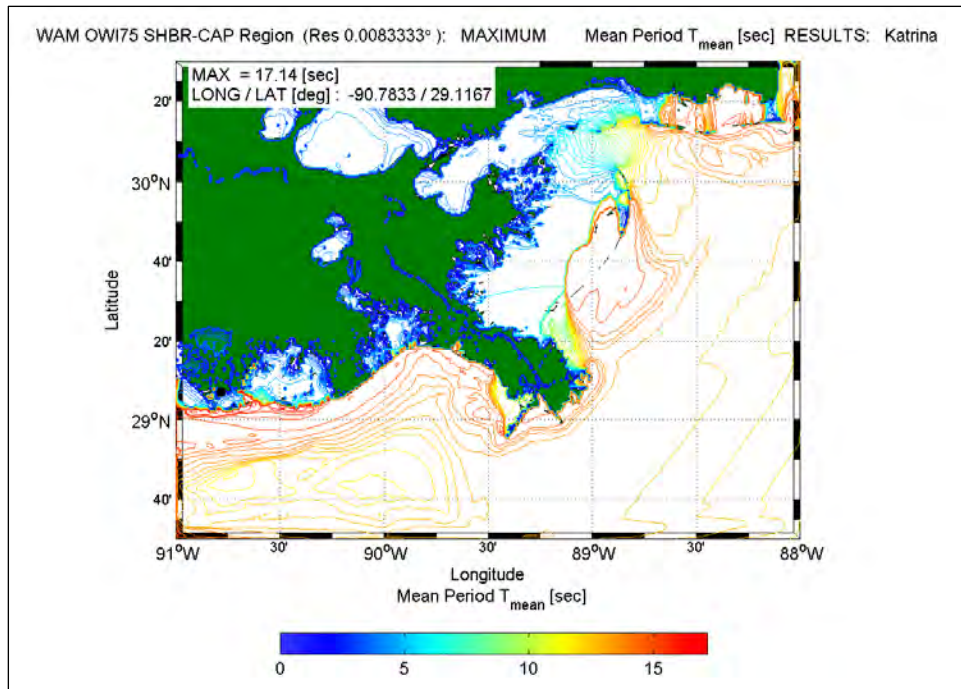 WAM OWI75 SHBR-CAP Region (Res 0.0083333° ): MAXIMUM Mean Period Tmean [sec] RESULTS: Katrina
MAX = 17.14 [sec]
LONG / LAT [deg] : -90.7833 / 29.1167
20'
30°N
40'
20'
29°N
40'
91°W 30' 90°W 30' 89°W 30' 88°W
Latitude
Longitude
Mean Period Tmean [sec]
0 5 10 15